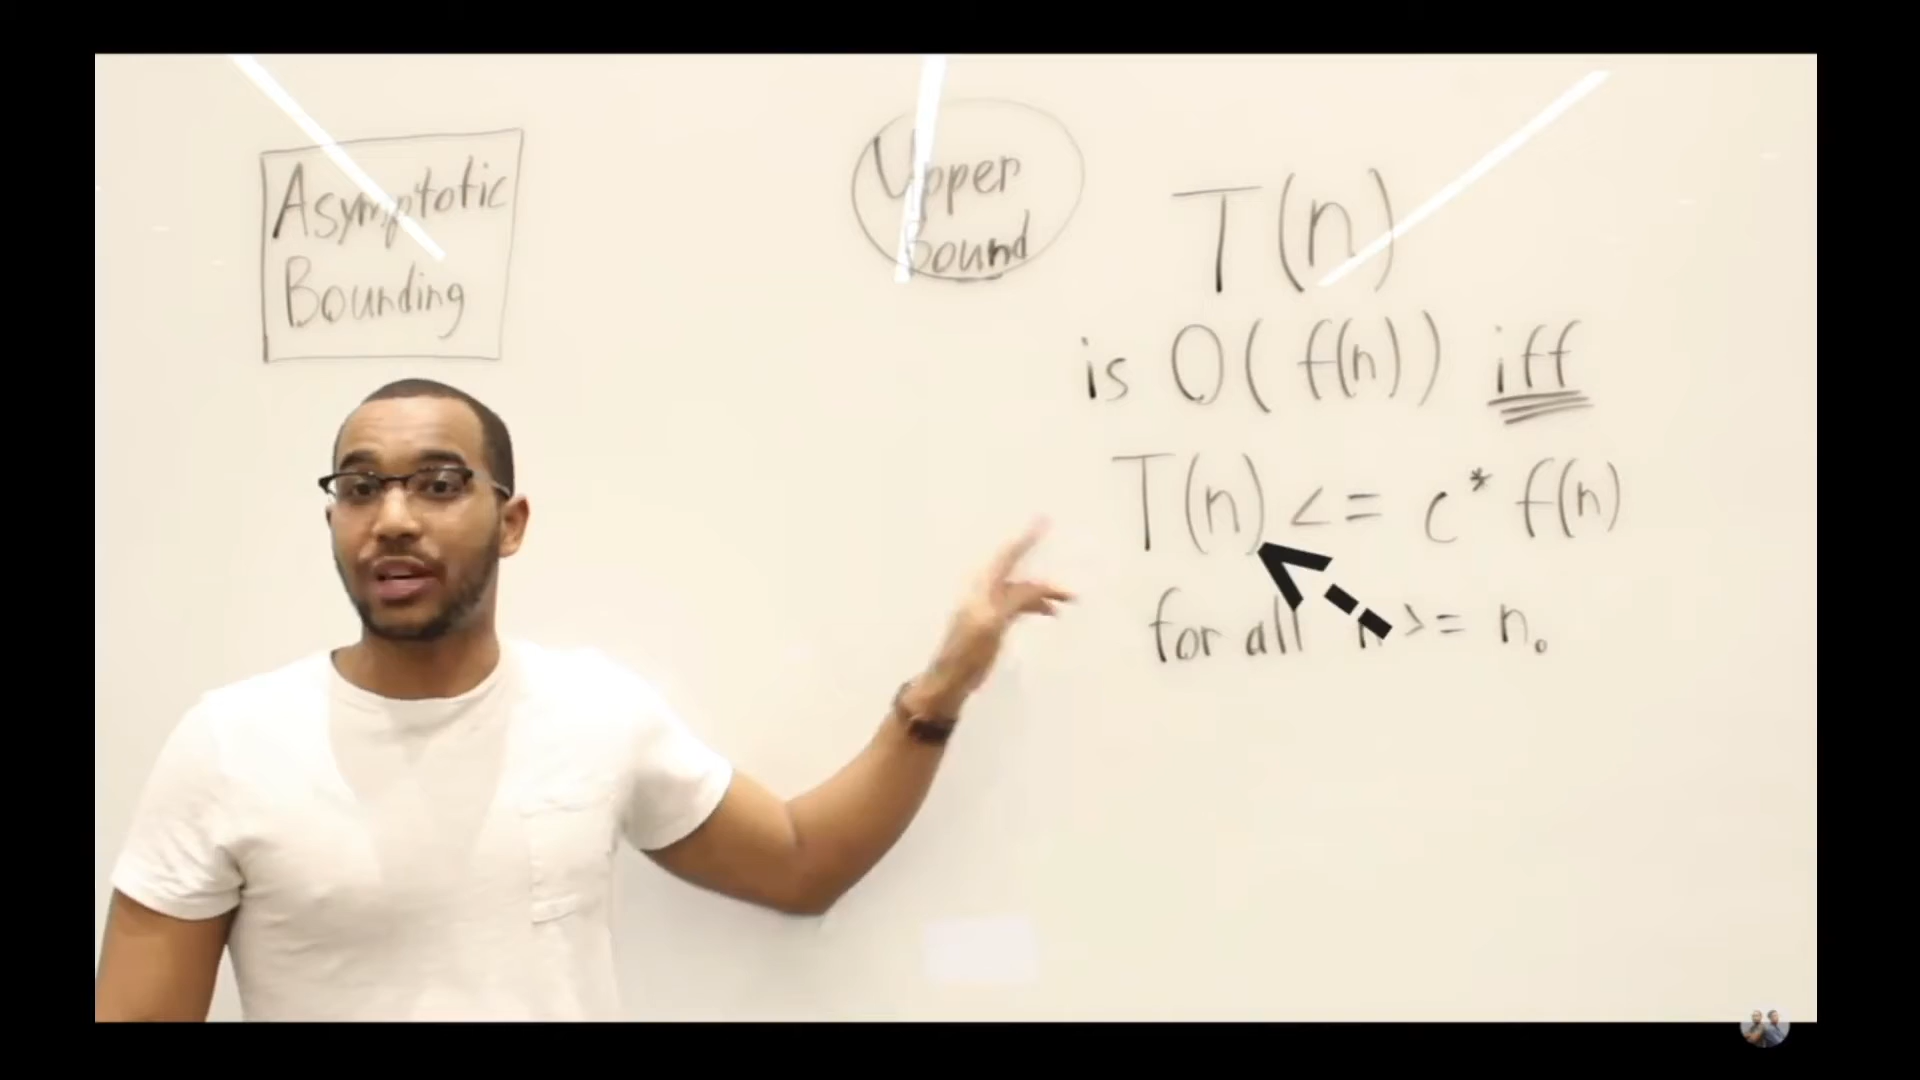 Asymptotic
Bounding
Upper
Bound
T(n)
is O(f(n)) iff
T(n) <= c* f(n)
for all n >= n₀